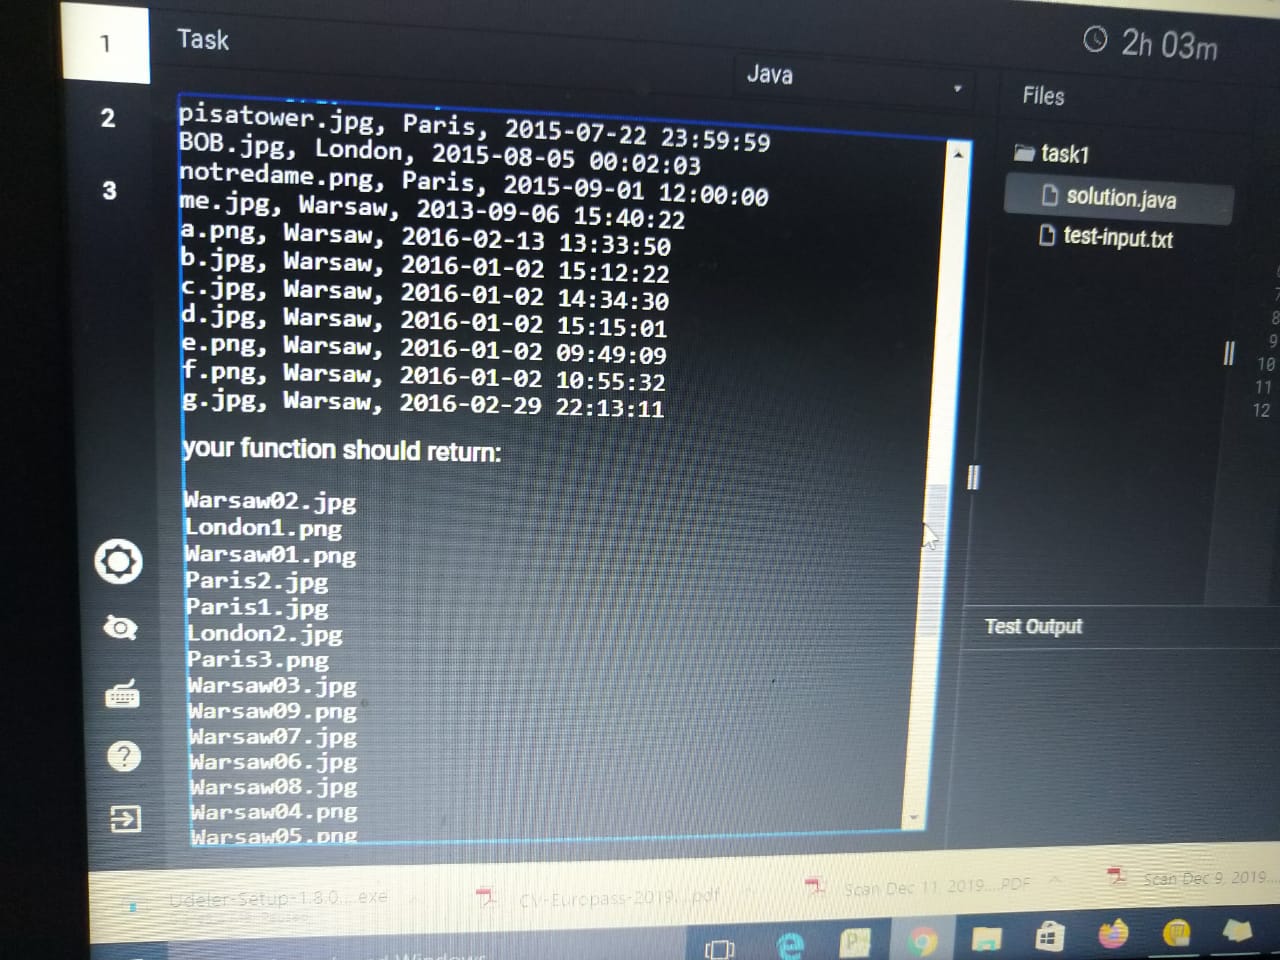 1
Task
2h 03m
Java
Files
2
3
pisatower.jpg, Paris, 2015-07-22 23:59:59
BOB.jpg, London, 2015-08-05 00:02:03
notredame.png, Paris, 2015-09-01 12:00:00
me.jpg, Warsaw, 2013-09-06 15:40:22
a.png, Warsaw, 2016-02-13 13:33:50
b.jpg, Warsaw, 2016-01-02 15:12:22
c.jpg, Warsaw, 2016-01-02 14:34:30
d.jpg, Warsaw, 2016-01-02 15:15:01
e.png, Warsaw, 2016-01-02 09:49:09
f.png, Warsaw, 2016-01-02 10:55:32
g.jpg, Warsaw, 2016-02-29 22:13:11
your function should return:
Warsaw02.jpg
London1.png
Warsaw01.png
Paris2.jpg
Paris1.jpg
London2.jpg
Paris3.png
Warsaw03.jpg
Warsaw09.png
Warsaw07.jpg
Warsaw06.jpg
Warsaw08.jpg
Warsaw04.png
Warsaw05.png
task1
solution.java
test-input.txt
8
9
10
11
12
Test Output
Udeler-Setup-1.8.0....exe
CV-Europass-2019...pdf
Scan Dec 11, 2019....PDF
Scan Dec 9, 2019....
Windows